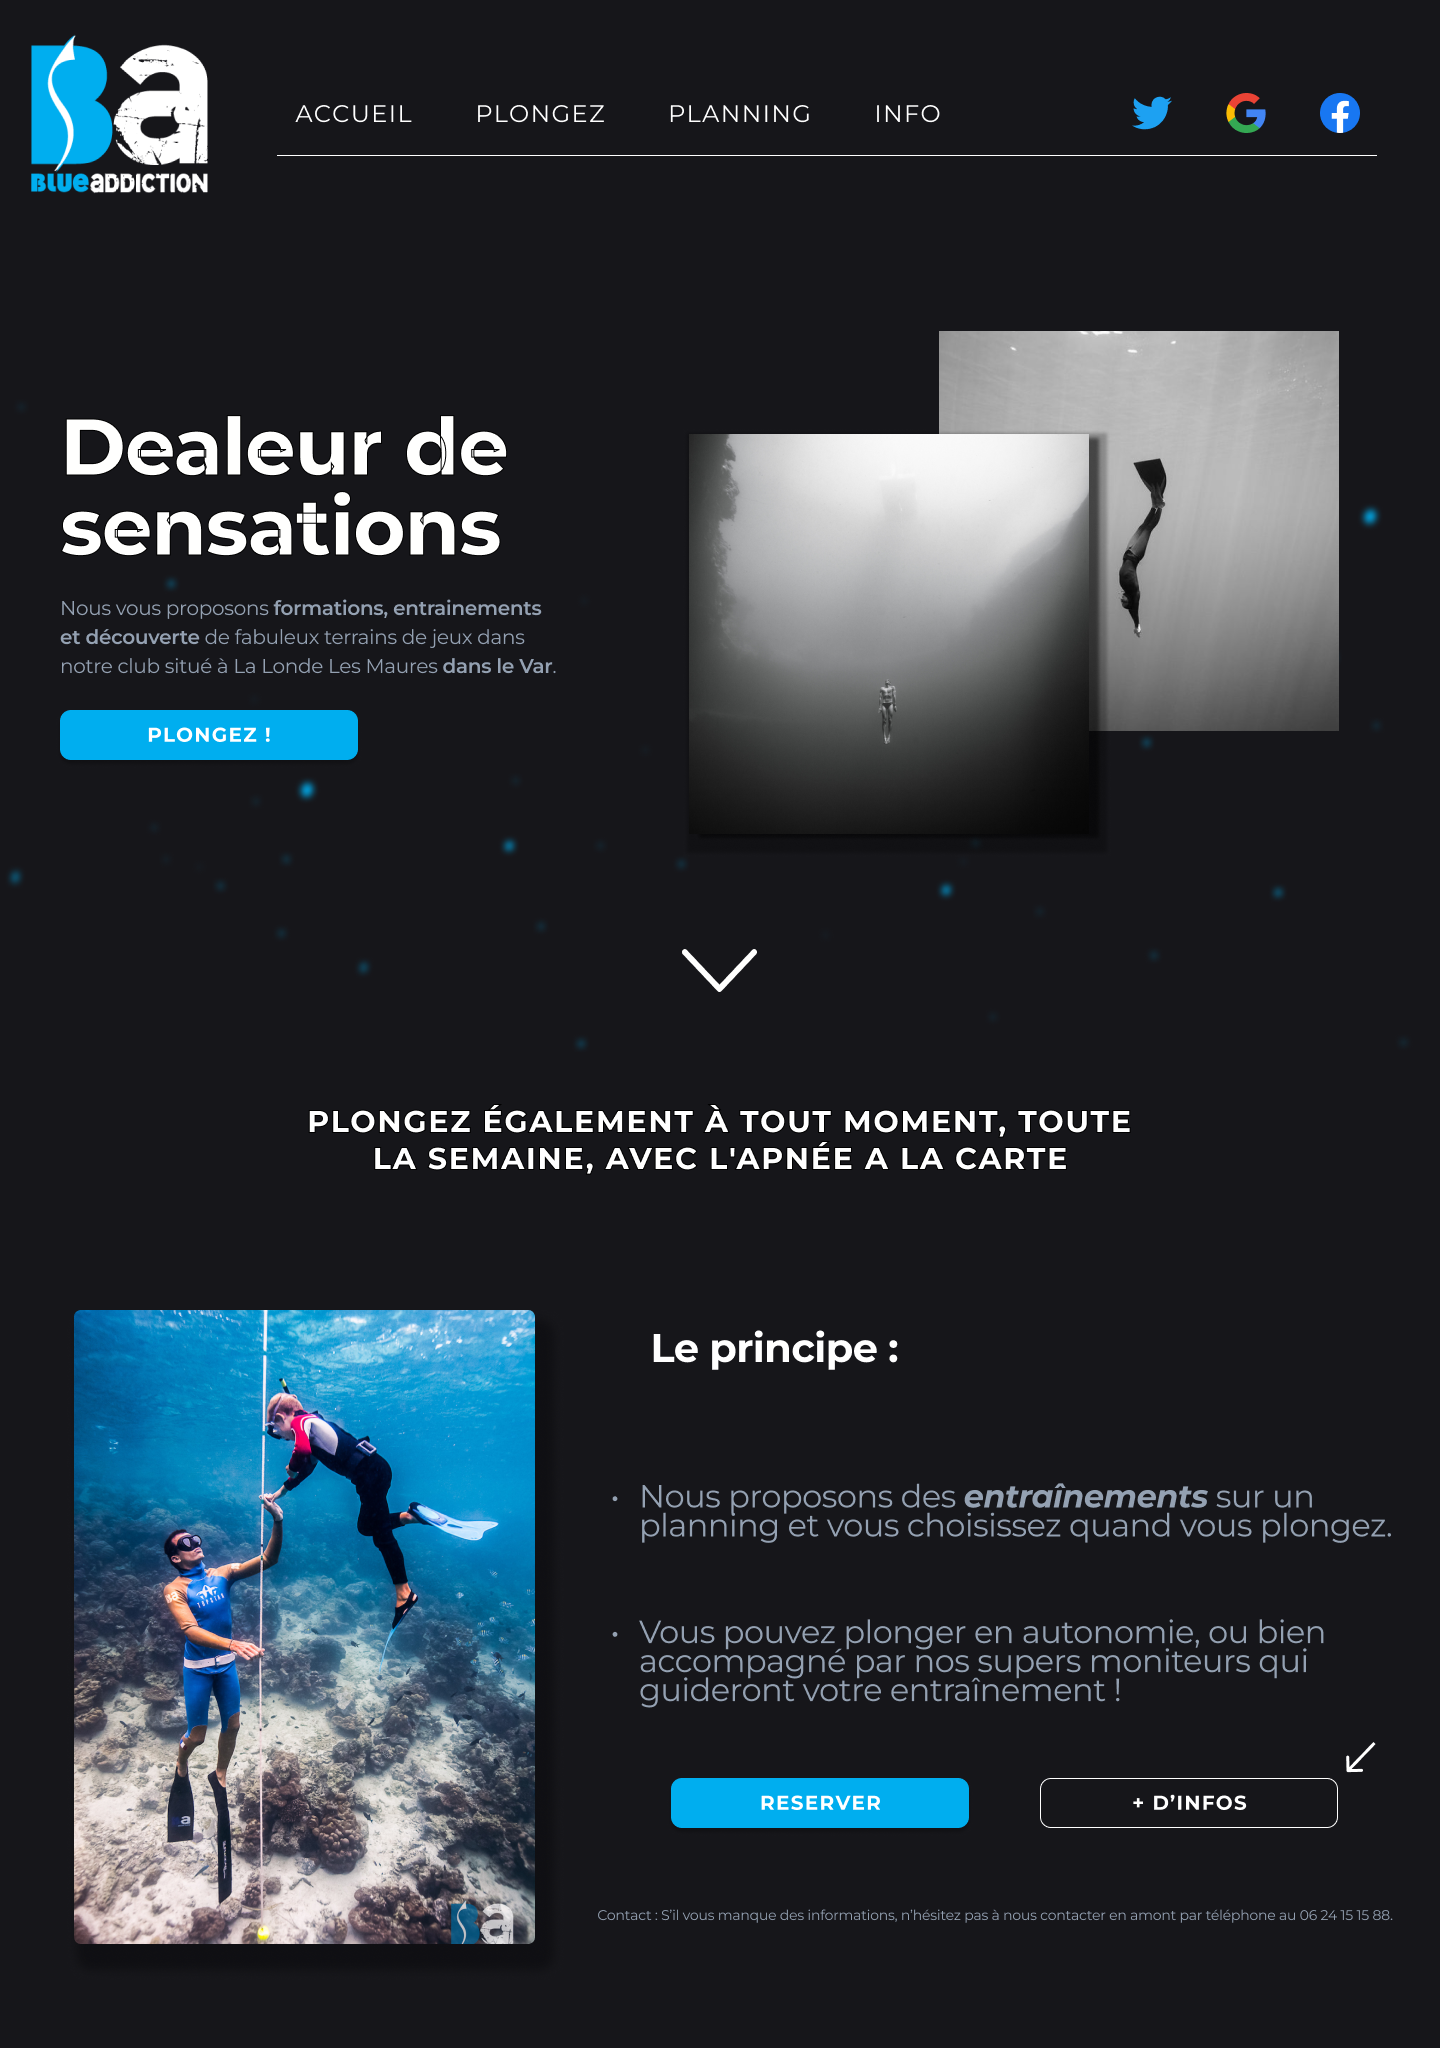 Ba
BLUEADDICTION
ACCUEIL PLONGEZ PLANNING INFO
Dealeur de
sensations
Nous vous proposons formations, entrainements
et découverte de fabuleux terrains de jeux dans
notre club situé à La Londe Les Maures dans le Var.
PLONGEZ !
PLONGEZ ÉGALEMENT À TOUT MOMENT, TOUTE
LA SEMAINE, AVEC L'APNÉE A LA CARTE
Le principe :
• Nous proposons des entraînements sur un
planning et vous choisissez quand vous plongez.
• Vous pouvez plonger en autonomie, ou bien
accompagné par nos supers moniteurs qui
guideront votre entraînement !
RESERVER
+ D’INFOS
Contact : S’il vous manque des informations, n’hésitez pas à nous contacter en amont par téléphone au 06 24 15 15 88.
Ba